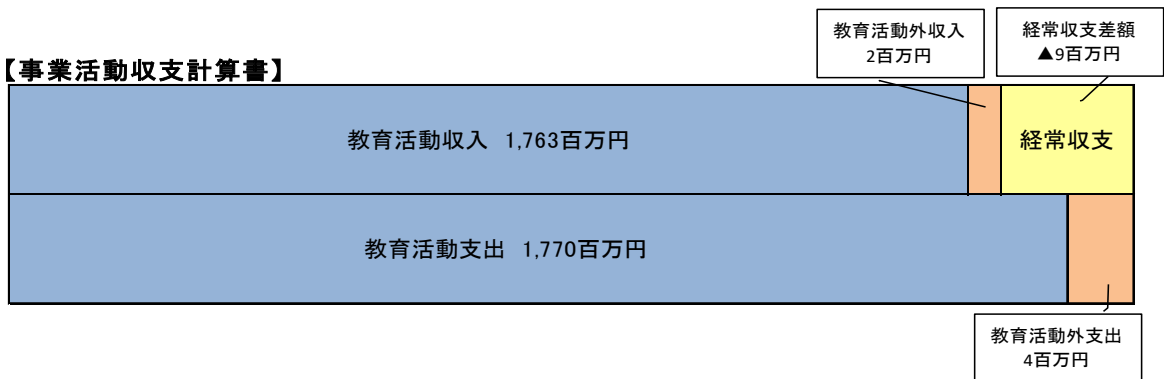 教育活動外収入
2百万円
経常収支差額
▲9百万円
【事業活動収支計算書】
教育活動収入 1,763百万円
経常収支
教育活動支出 1,770百万円
教育活動外支出
4百万円